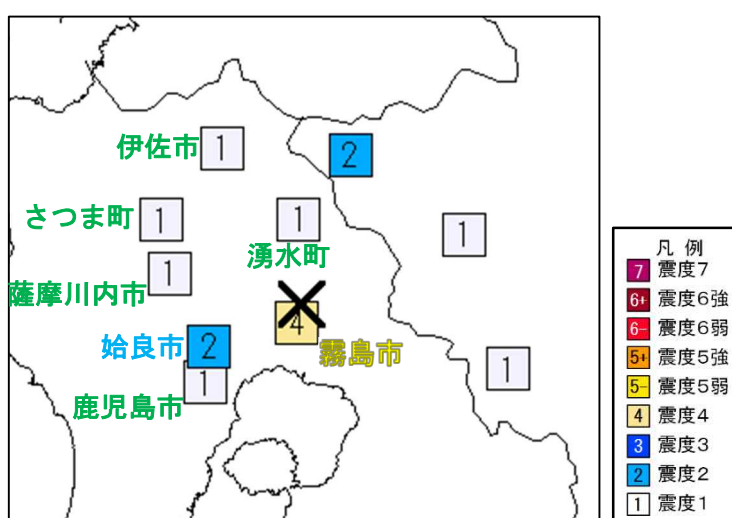 伊佐市
1
2
さつま町
1
1
1
湧水町
1
薩摩川内市
4
霧島市
姶良市
2
1
1
鹿児島市
凡 例
7 震度7
6+ 震度6強
6- 震度6弱
5+ 震度5強
5- 震度5弱
4 震度4
3 震度3
2 震度2
1 震度1